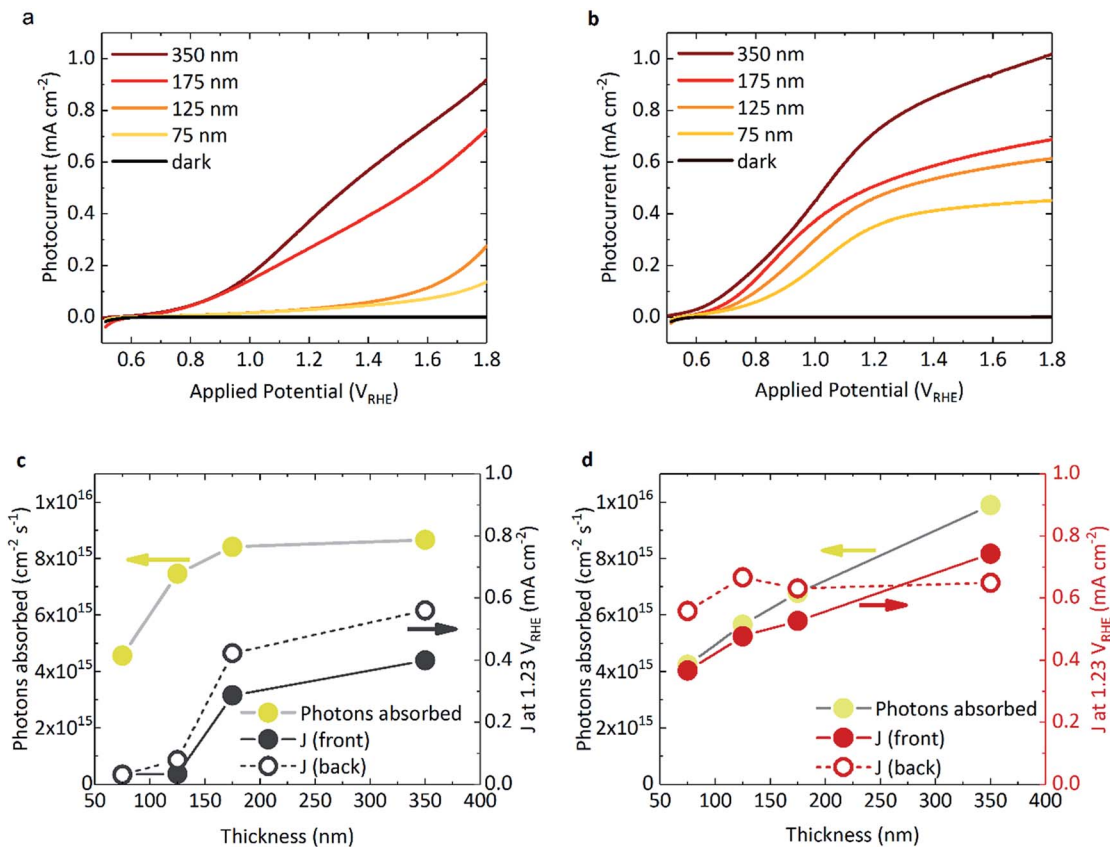 a
1.0
0.8
0.6
0.4
0.2
0.0
Photocurrent (mA cm⁻²)
350 nm
175 nm
125 nm
75 nm
dark
0.6 0.8 1.0 1.2 1.4 1.6 1.8
Applied Potential (V_RHE)
b
1.0
0.8
0.6
0.4
0.2
0.0
Photocurrent (mA cm⁻²)
350 nm
175 nm
125 nm
75 nm
dark
0.6 0.8 1.0 1.2 1.4 1.6 1.8
Applied Potential (V_RHE)
c
1x10¹⁶
8x10¹⁵
6x10¹⁵
4x10¹⁵
2x10¹⁵
0
Photons absorbed (cm⁻² s⁻¹)
1.0
0.8
0.6
0.4
0.2
0.0
J at 1.23 V_RHE (mA cm⁻²)
Photons absorbed
J (front)
J (back)
50 100 150 200 250 300 350 400
Thickness (nm)
d
1x10¹⁶
8x10¹⁵
6x10¹⁵
4x10¹⁵
2x10¹⁵
0
Photons absorbed (cm⁻² s⁻¹)
1.0
0.8
0.6
0.4
0.2
0.0
J at 1.23 V_RHE (mA cm⁻²)
Photons absorbed
J (front)
J (back)
50 100 150 200 250 300 350 400
Thickness (nm)